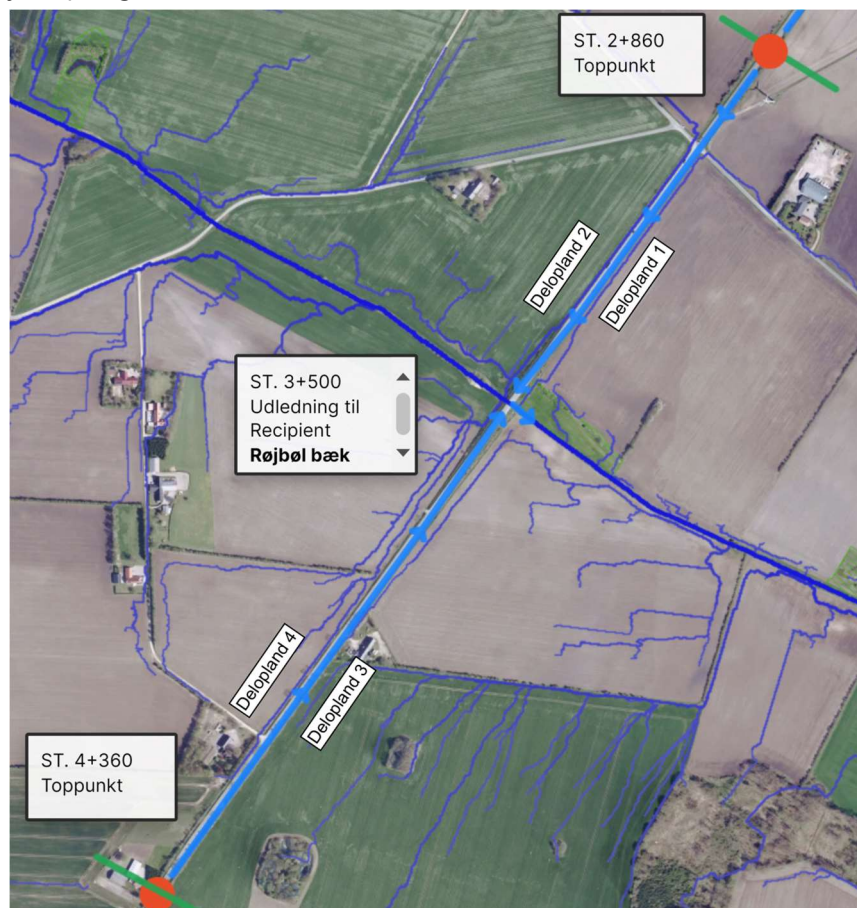 ST. 2+860
Toppunkt
Delopland 2
Delopland 1
ST. 3+500
Udledning til
Recipient
Røjbøl bæk
Delopland 4
Delopland 3
ST. 4+360
Toppunkt